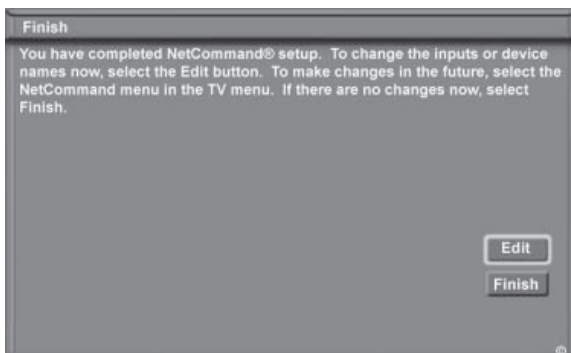 Finish
You have completed NetCommand® setup. To change the inputs or device
names now, select the Edit button. To make changes in the future, select the
NetCommand menu in the TV menu. If there are no changes now, select
Finish.
Edit
Finish
©